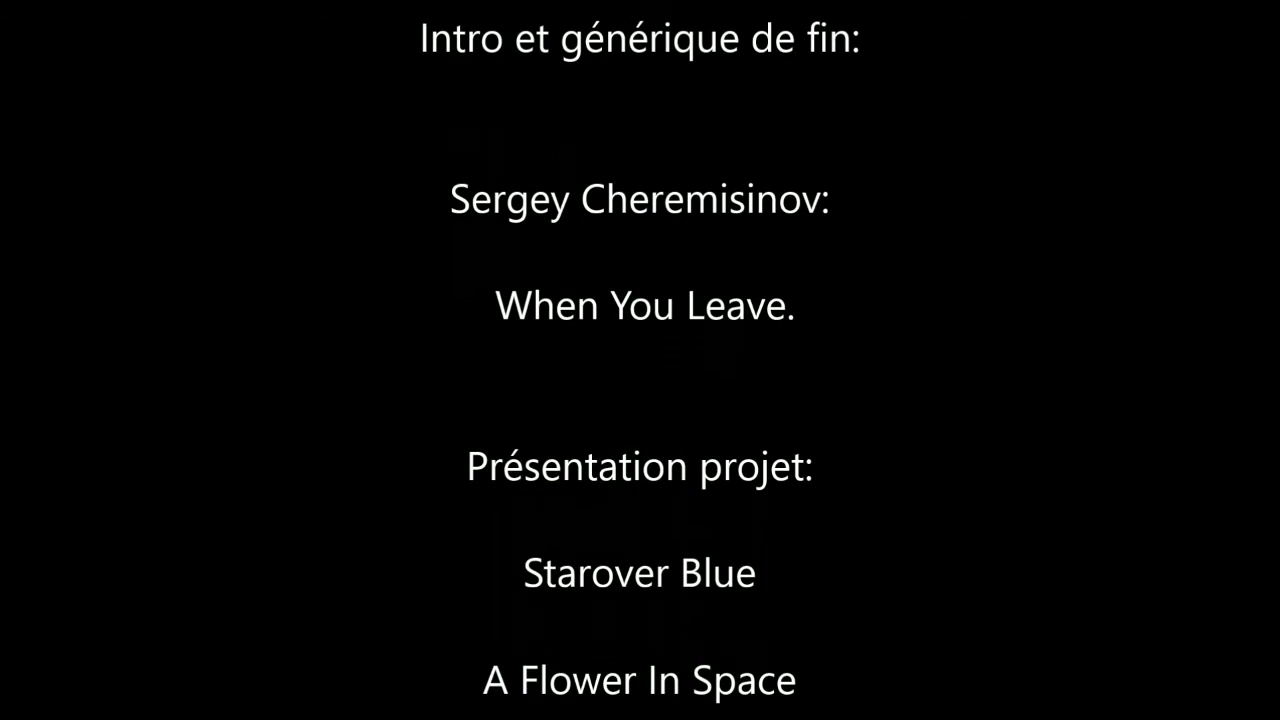 Intro et générique de fin:
Sergey Cheremisinov:
When You Leave.
Présentation projet:
Starover Blue
A Flower In Space